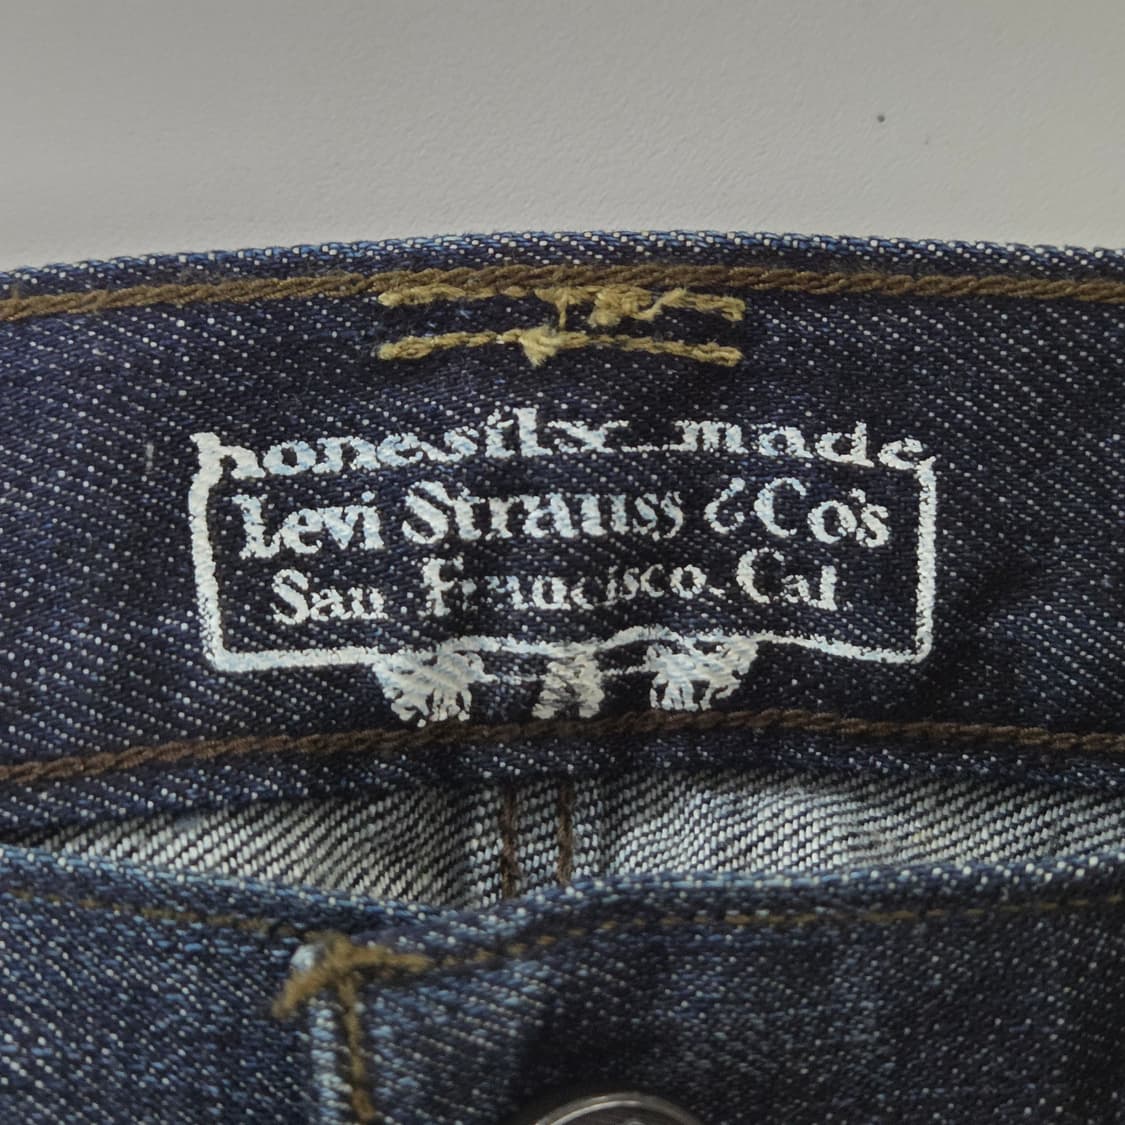 honestly made
Levi Strauss & Co's
San Francisco. Cal